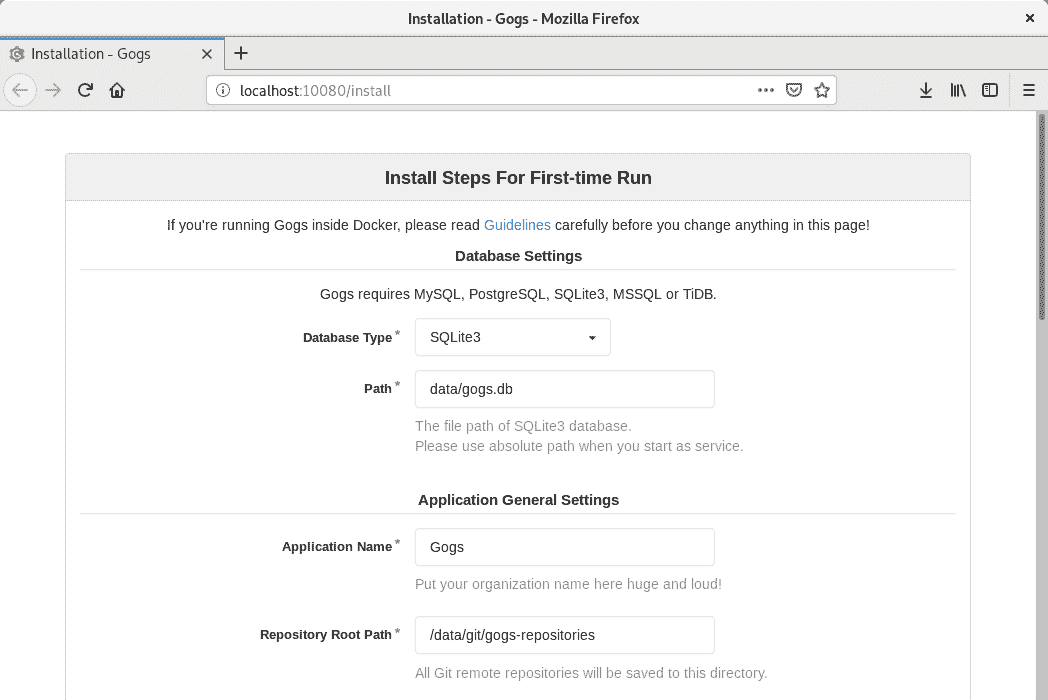 Installation - Gogs - Mozilla Firefox
Installation - Gogs
localhost:10080/install
Install Steps For First-time Run
If you're running Gogs inside Docker, please read Guidelines carefully before you change anything in this page!
Database Settings
Gogs requires MySQL, PostgreSQL, SQLite3, MSSQL or TiDB.
Database Type * SQLite3
Path * data/gogs.db
The file path of SQLite3 database.
Please use absolute path when you start as service.
Application General Settings
Application Name * Gogs
Put your organization name here huge and loud!
Repository Root Path * /data/git/gogs-repositories
All Git remote repositories will be saved to this directory.